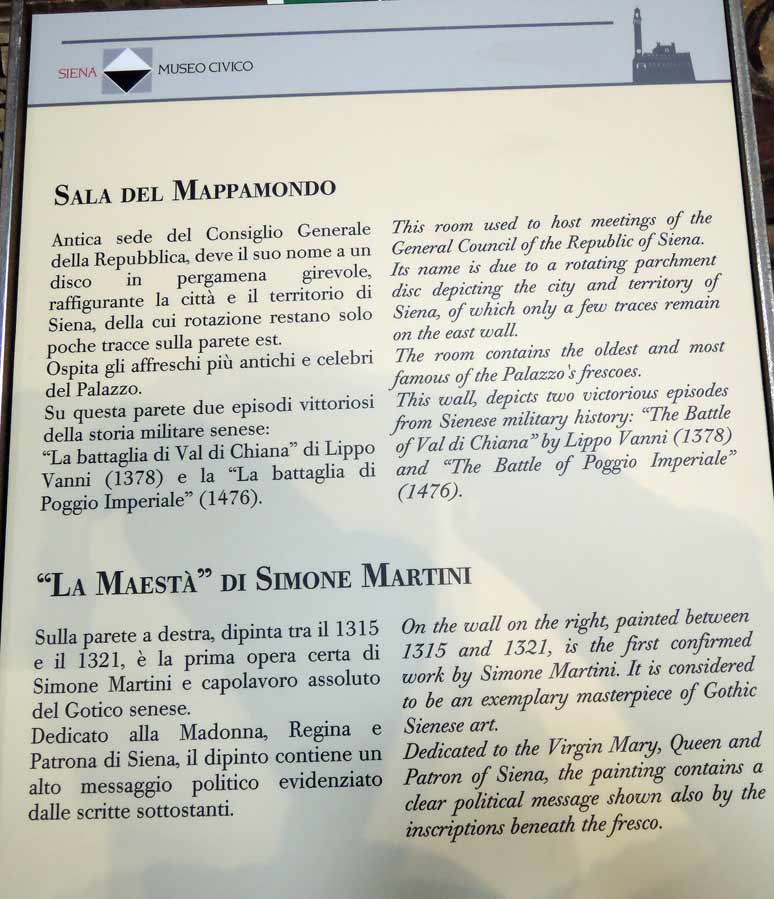 SIENA MUSEO CIVICO
SALA DEL MAPPAMONDO
Antica sede del Consiglio Generale
della Repubblica, deve il suo nome a un
disco in pergamena girevole,
raffigurante la città e il territorio di
Siena, della cui rotazione restano solo
poche tracce sulla parete est.
Ospita gli affreschi più antichi e celebri
del Palazzo.
Su questa parete due episodi vittoriosi
della storia militare senese:
“La battaglia di Val di Chiana” di Lippo
Vanni (1378) e la “La battaglia di
Poggio Imperiale” (1476).
This room used to host meetings of the
General Council of the Republic of Siena.
Its name is due to a rotating parchment
disc depicting the city and territory of
Siena, of which only a few traces remain
on the east wall.
The room contains the oldest and most
famous of the Palazzo's frescoes.
This wall, depicts two victorious episodes
from Sienese military history: “The Battle
of Val di Chiana” by Lippo Vanni (1378)
and “The Battle of Poggio Imperiale”
(1476).
“LA MAESTÀ” DI SIMONE MARTINI
Sulla parete a destra, dipinta tra il 1315
e il 1321, è la prima opera certa di
Simone Martini e capolavoro assoluto
del Gotico senese.
Dedicato alla Madonna, Regina e
Patrona di Siena, il dipinto contiene un
alto messaggio politico evidenziato
dalle scritte sottostanti.
On the wall on the right, painted between
1315 and 1321, is the first confirmed
work by Simone Martini. It is considered
to be an exemplary masterpiece of Gothic
Sienese art.
Dedicated to the Virgin Mary, Queen and
Patron of Siena, the painting contains a
clear political message shown also by the
inscriptions beneath the fresco.